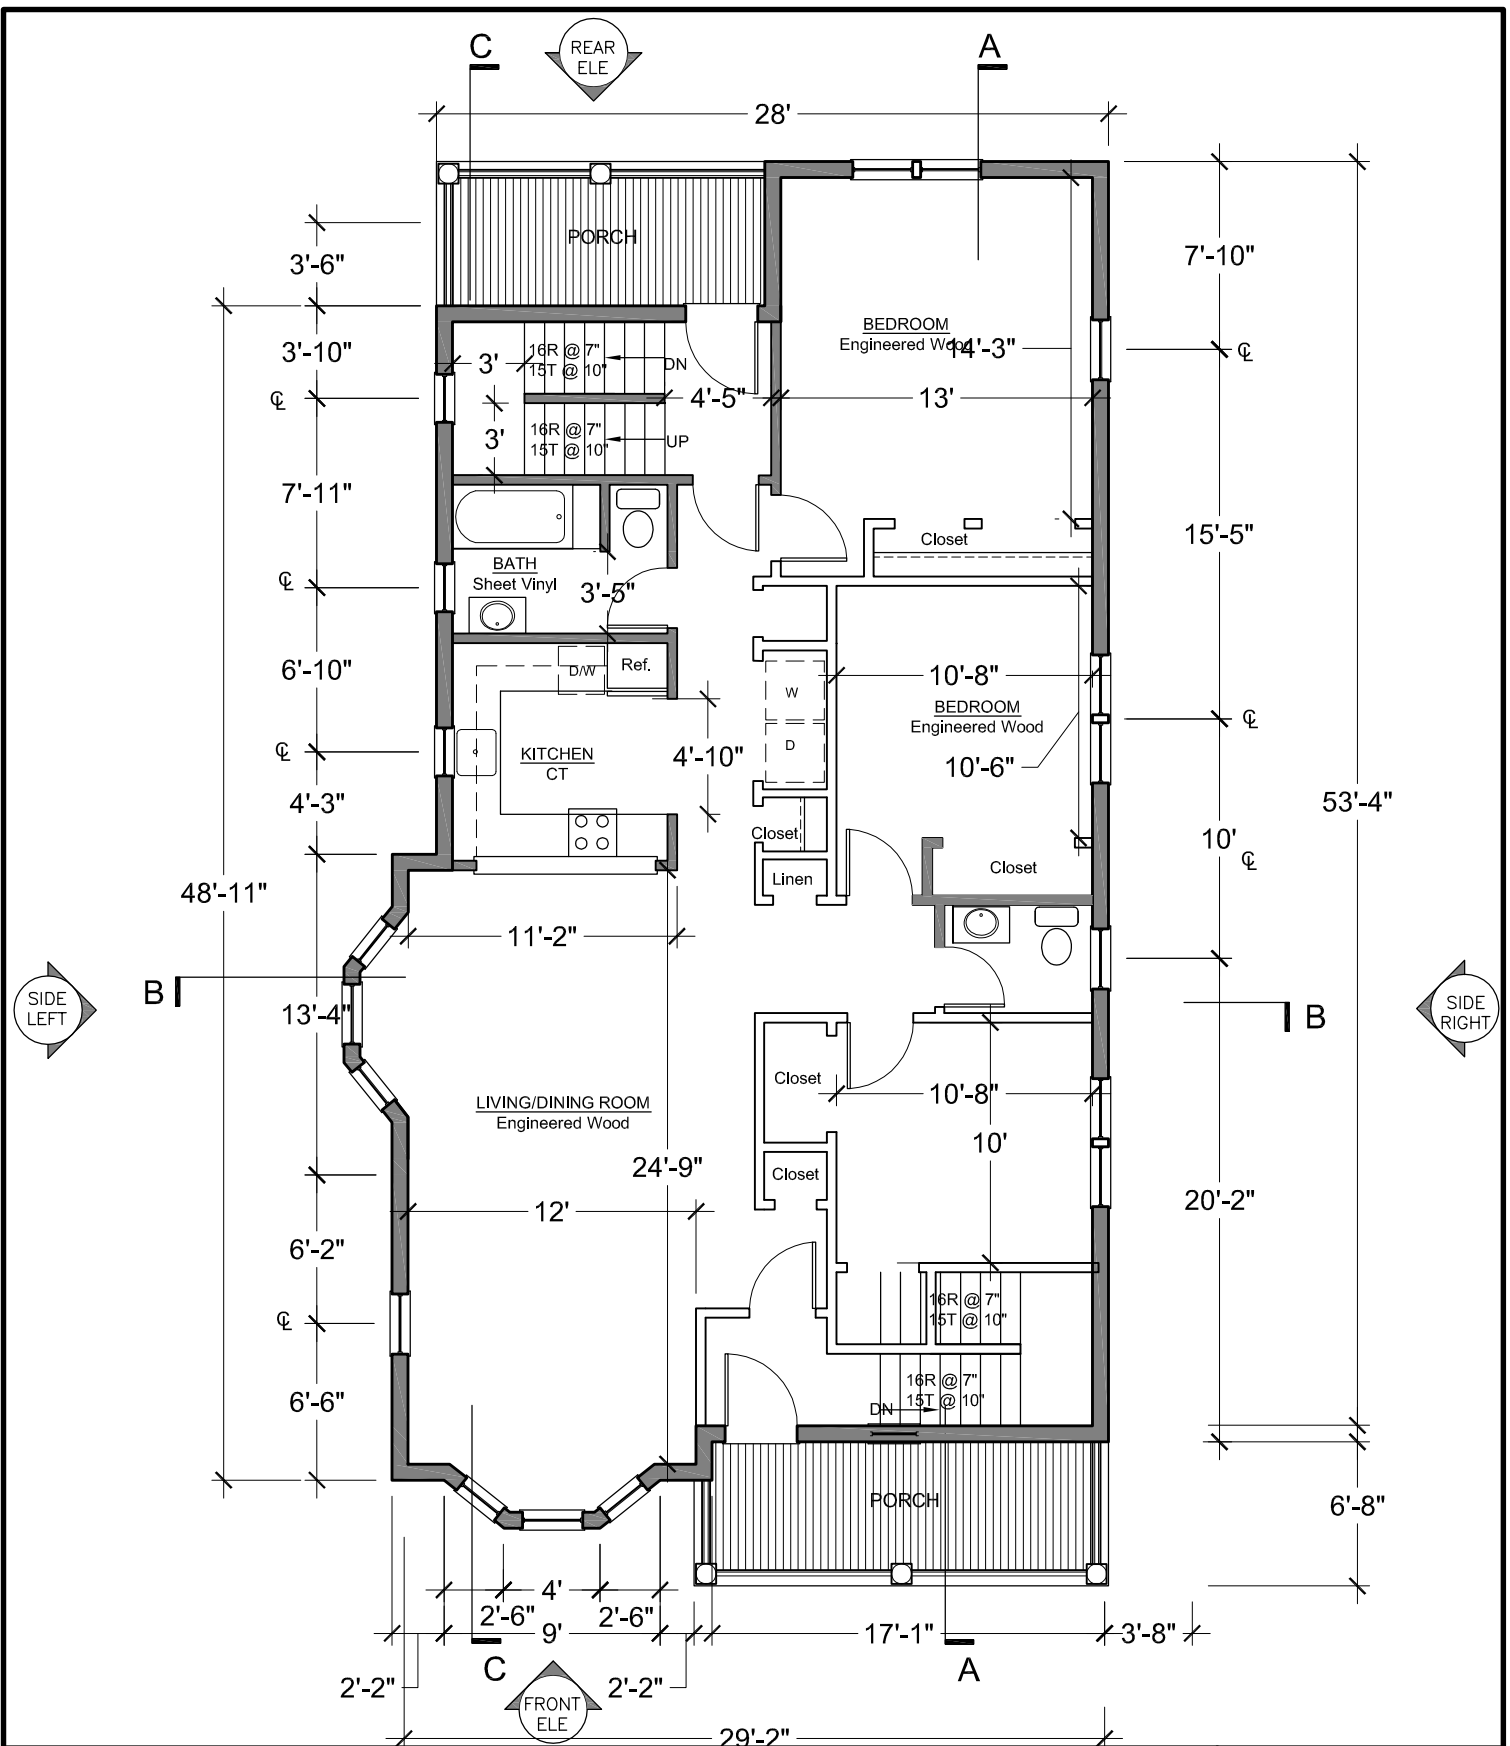 C
REAR
ELE
A
28'
PORCH
3'-6"
7'-10"
BEDROOM
Engineered Wood
14'-3"
3'-10"
3'
16R @ 7"
15T @ 10"
DN
4'-5"
13'
℄
℄
3'
16R @ 7"
15T @ 10"
UP
7'-11"
15'-5"
Closet
BATH
Sheet Vinyl
3'-5"
℄
6'-10"
D/W
Ref.
W
10'-8"
BEDROOM
Engineered Wood
℄
℄
KITCHEN
CT
4'-10"
D
10'-6"
4'-3"
53'-4"
Closet
10'
℄
48'-11"
Closet
Linen
11'-2"
B
SIDE
LEFT
13'-4"
B
SIDE
RIGHT
Closet
10'-8"
LIVING/DINING ROOM
Engineered Wood
10'
24'-9"
Closet
20'-2"
12'
6'-2"
℄
16R @ 7"
15T @ 10"
6'-6"
16R @ 7"
15T @ 10"
DN
PORCH
6'-8"
4'
2'-6"
2'-6"
9'
17'-1"
3'-8"
C
A
2'-2"
2'-2"
FRONT
ELE
29'-2"